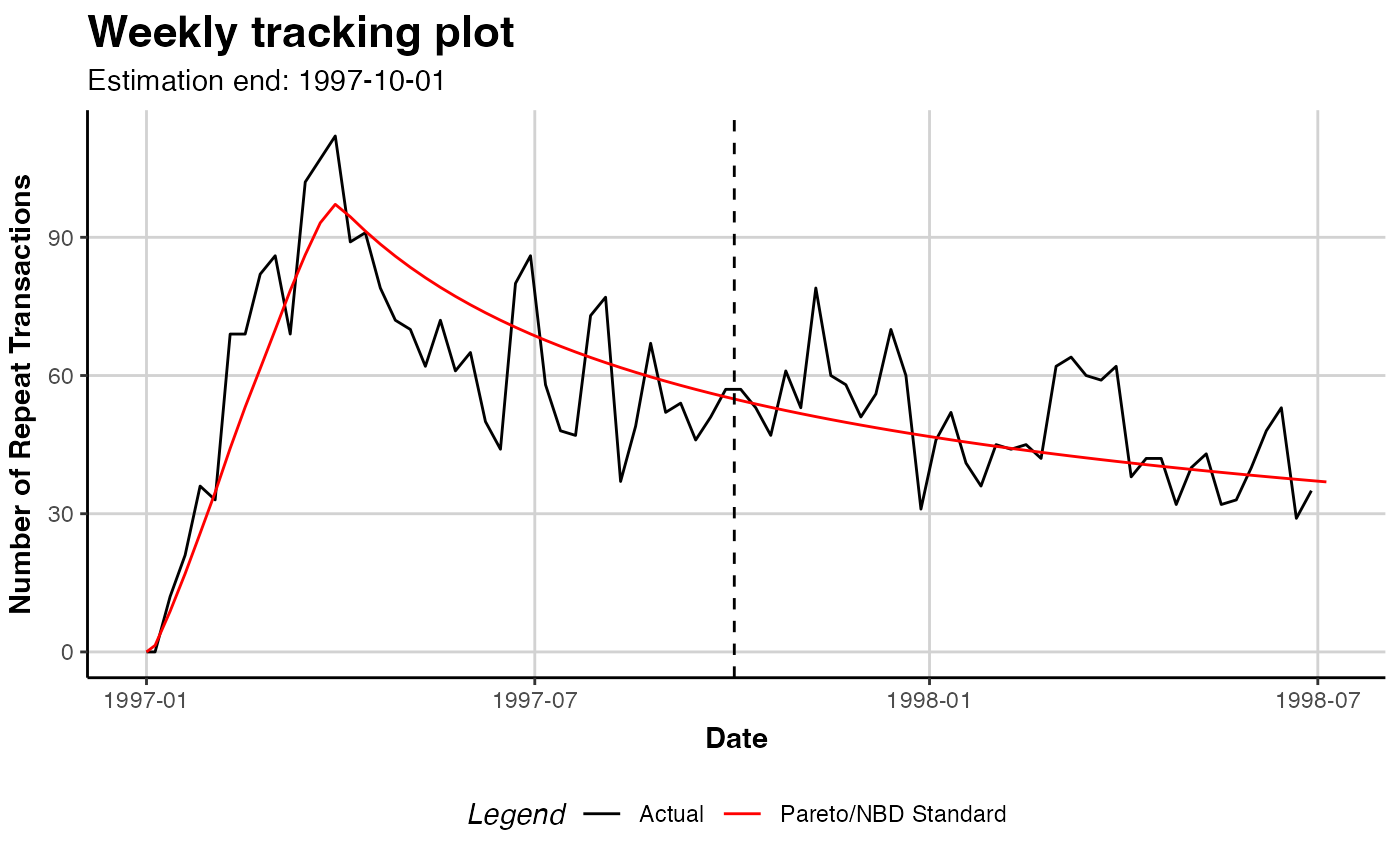 Weekly tracking plot
Estimation end: 1997-10-01
Number of Repeat Transactions
90
60
30
0
1997-01
1997-07
1998-01
1998-07
Date
Legend
Actual
Pareto/NBD Standard